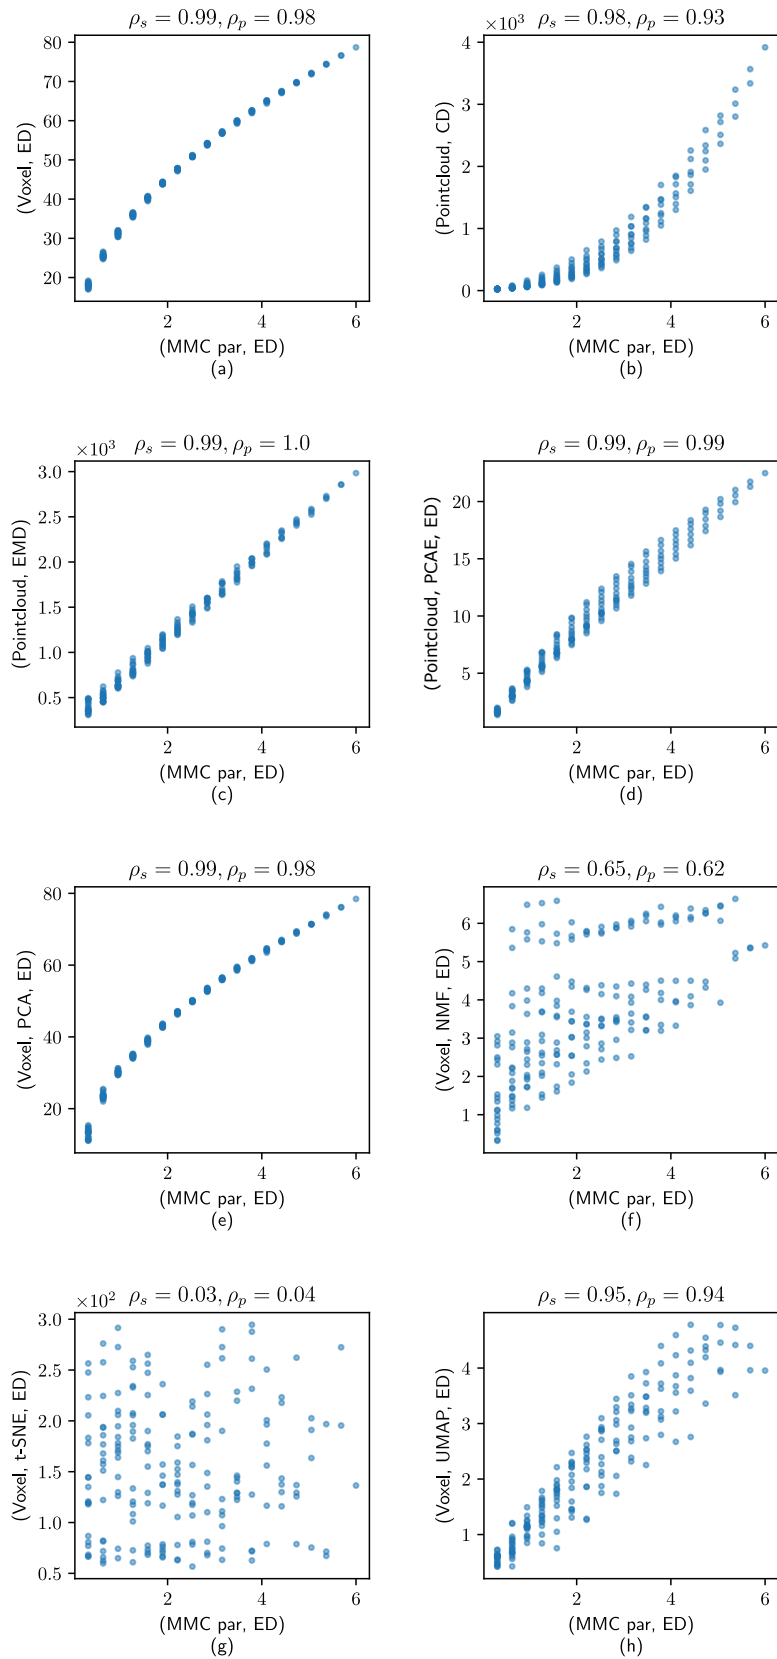 ρₛ = 0.99, ρₚ = 0.98
80
70
60
50
40
30
20
(Voxel, ED)
2 4 6
(MMC par, ED)
(a)
×10³ ρₛ = 0.98, ρₚ = 0.93
4
3
2
1
0
(Pointcloud, CD)
2 4 6
(MMC par, ED)
(b)
×10³ ρₛ = 0.99, ρₚ = 1.0
3.0
2.5
2.0
1.5
1.0
0.5
(Pointcloud, EMD)
2 4 6
(MMC par, ED)
(c)
ρₛ = 0.99, ρₚ = 0.99
20
15
10
5
(Pointcloud, PCAE, ED)
2 4 6
(MMC par, ED)
(d)
ρₛ = 0.99, ρₚ = 0.98
80
60
40
20
(Voxel, PCA, ED)
2 4 6
(MMC par, ED)
(e)
ρₛ = 0.65, ρₚ = 0.62
6
5
4
3
2
1
(Voxel, NMF, ED)
2 4 6
(MMC par, ED)
(f)
×10² ρₛ = 0.03, ρₚ = 0.04
3.0
2.5
2.0
1.5
1.0
0.5
(Voxel, t-SNE, ED)
2 4 6
(MMC par, ED)
(g)
ρₛ = 0.95, ρₚ = 0.94
4
3
2
1
(Voxel, UMAP, ED)
2 4 6
(MMC par, ED)
(h)